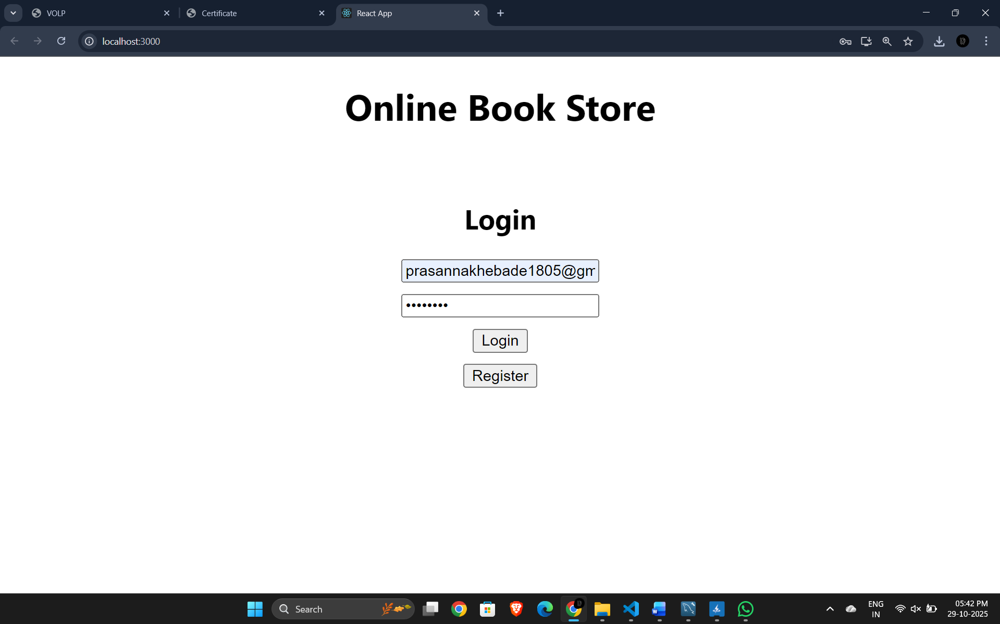 VOLP
Certificate
React App
localhost:3000
Online Book Store
Login
prasannakhebade1805@gm
••••••••
Login
Register
Search
ENG
IN
05:42 PM
29-10-2025